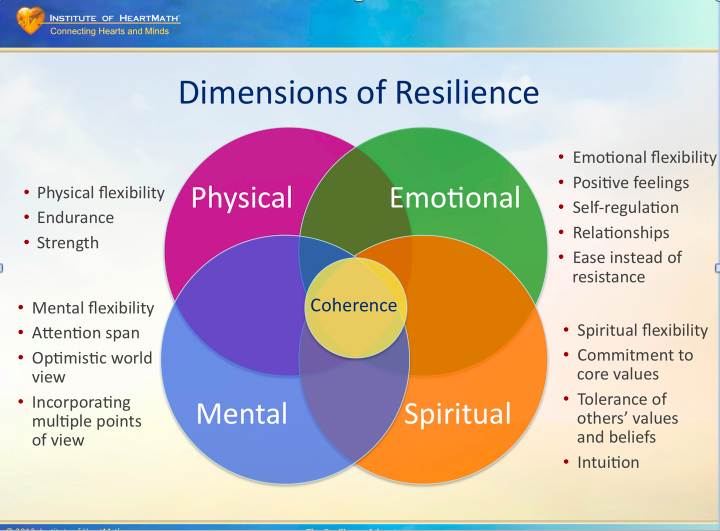 INSTITUTE OF HEARTMATH
Connecting Hearts and Minds
Dimensions of Resilience
Physical
Emotional
Coherence
Mental
Spiritual
• Physical flexibility
• Endurance
• Strength
• Mental flexibility
• Attention span
• Optimistic world
view
• Incorporating
multiple points
of view
• Emotional flexibility
• Positive feelings
• Self-regulation
• Relationships
• Ease instead of
resistance
• Spiritual flexibility
• Commitment to
core values
• Tolerance of
others’ values
and beliefs
• Intuition